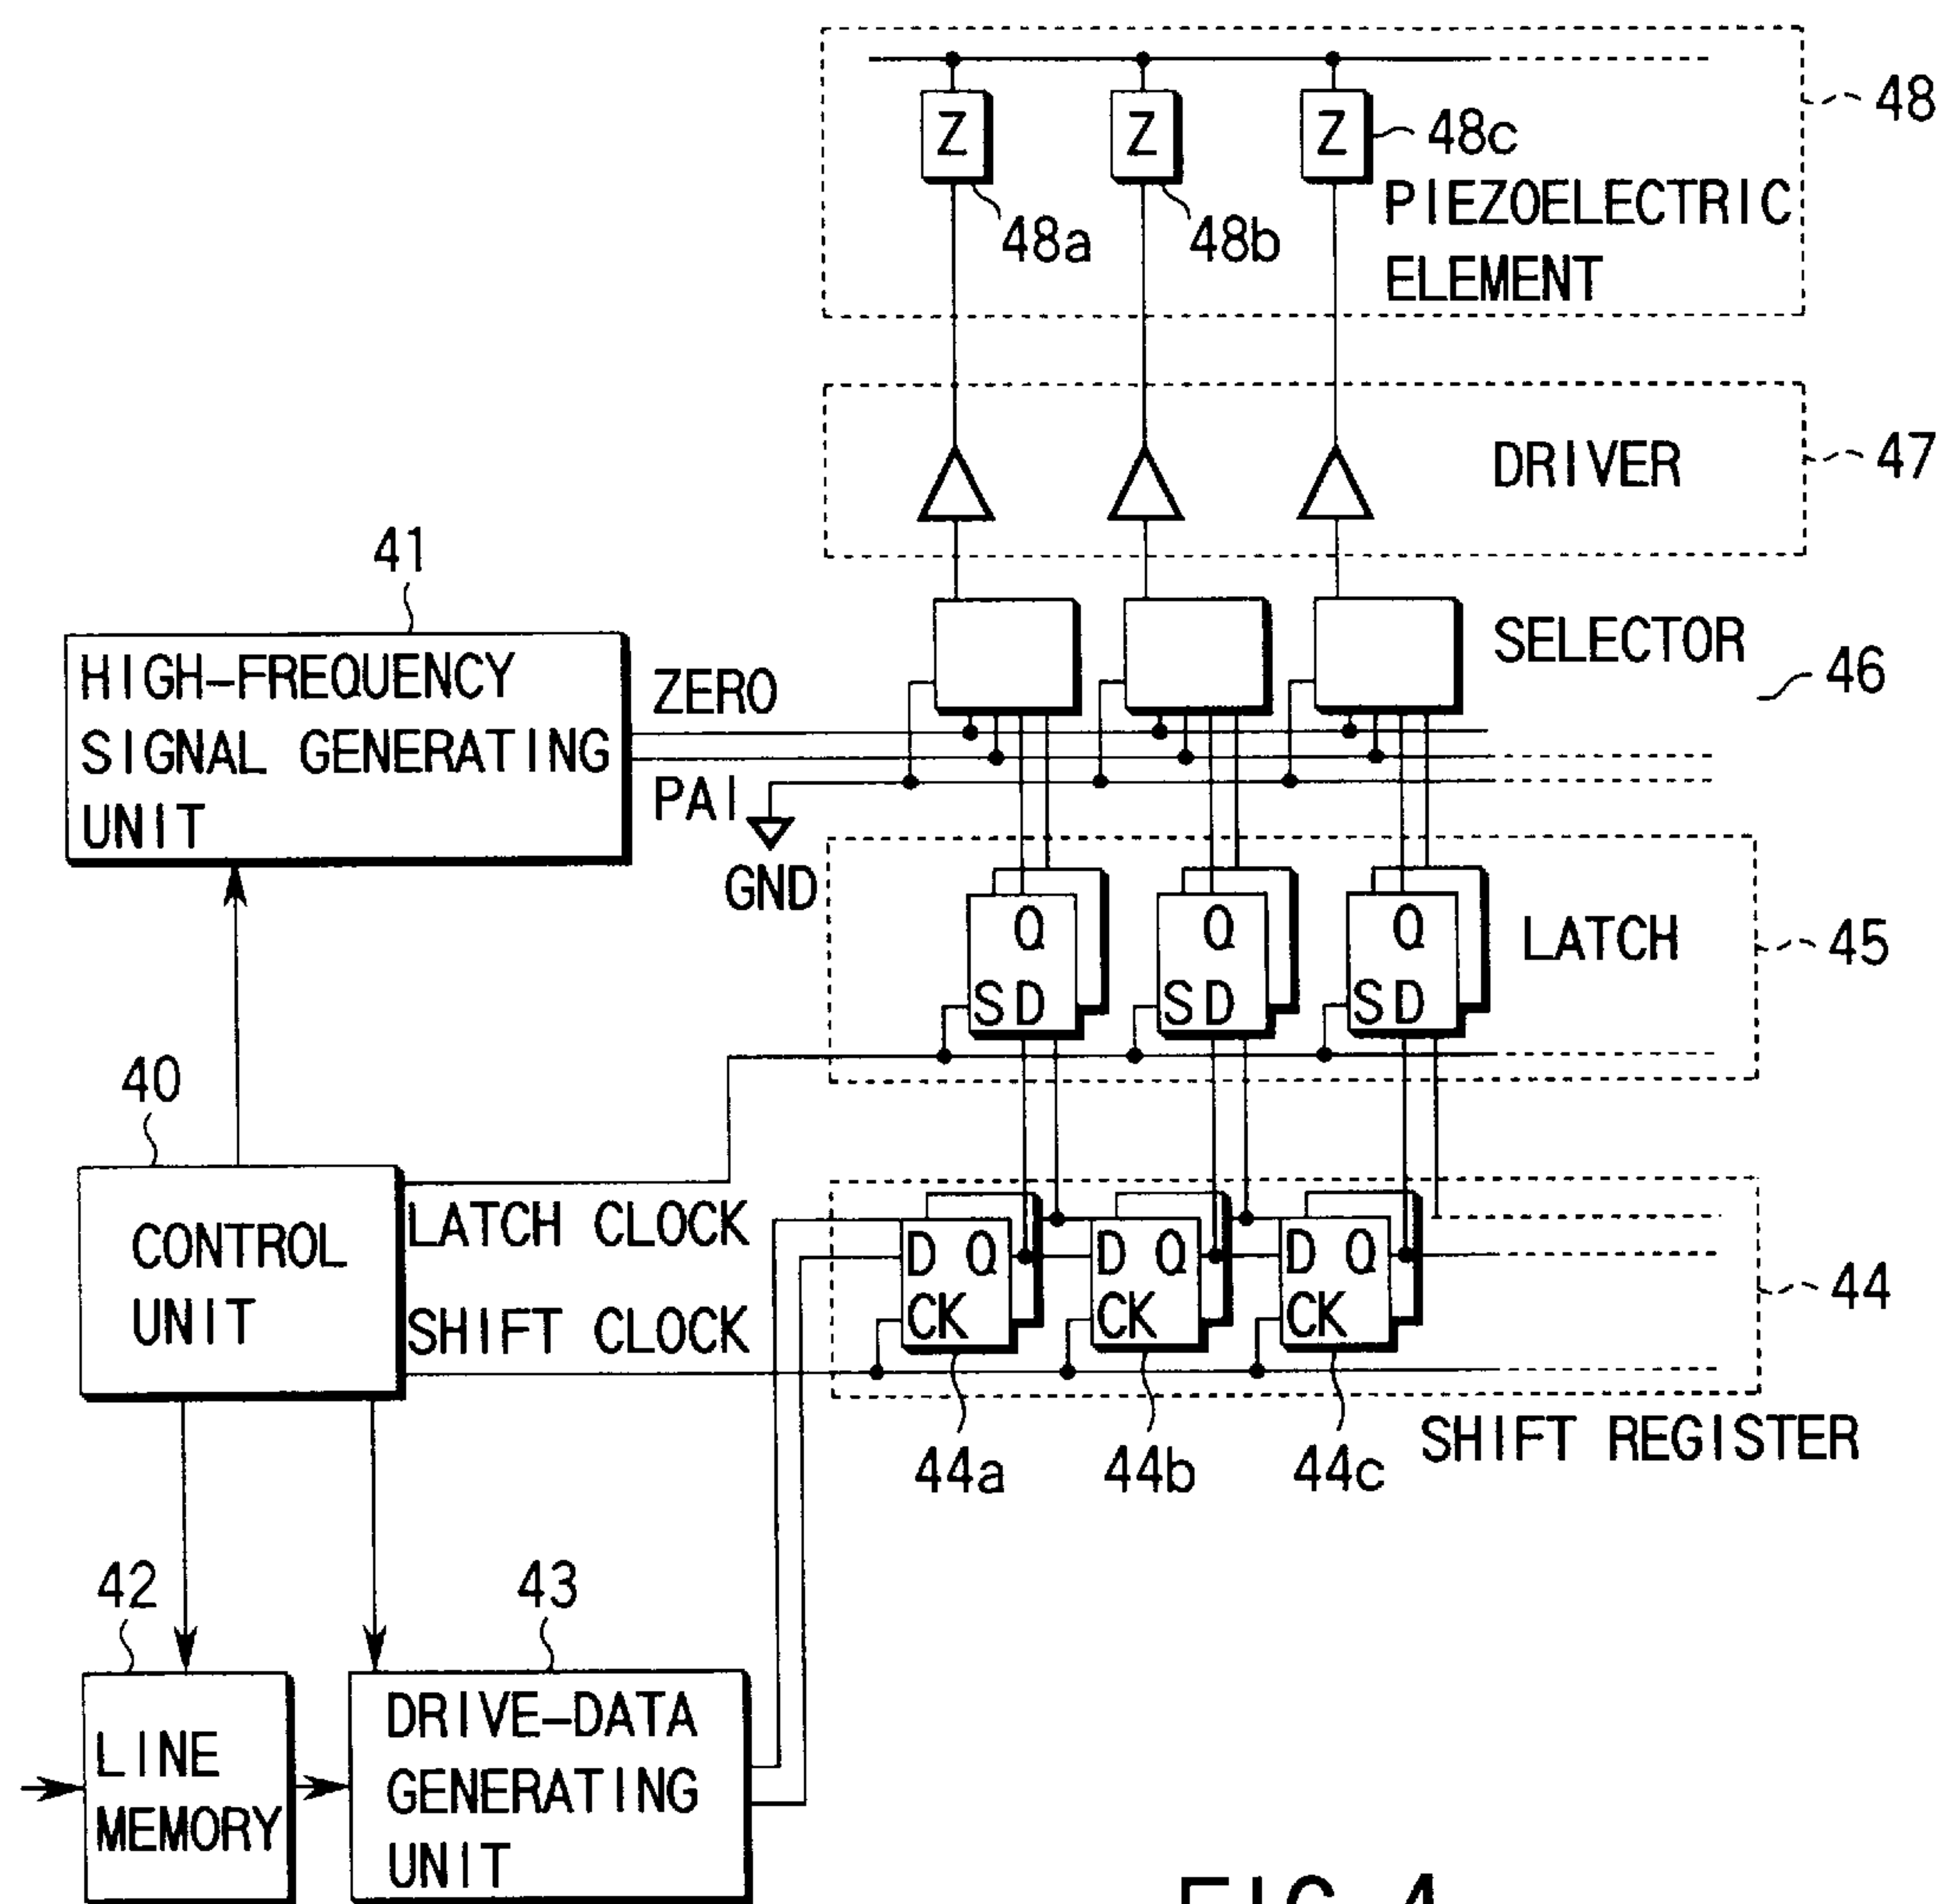 48
Z
Z
Z
48c
48a
48b
PIEZOELECTRIC
ELEMENT
DRIVER
47
41
HIGH-FREQUENCY
SIGNAL GENERATING
UNIT
ZERO
PAI
GND
SELECTOR
46
Q
SD
Q
SD
Q
SD
LATCH
45
40
CONTROL
UNIT
LATCH CLOCK
SHIFT CLOCK
D Q
CK
D Q
CK
D Q
CK
44
44a
44b
44c
SHIFT REGISTER
42
LINE
MEMORY
43
DRIVE-DATA
GENERATING
UNIT
FIG. 4